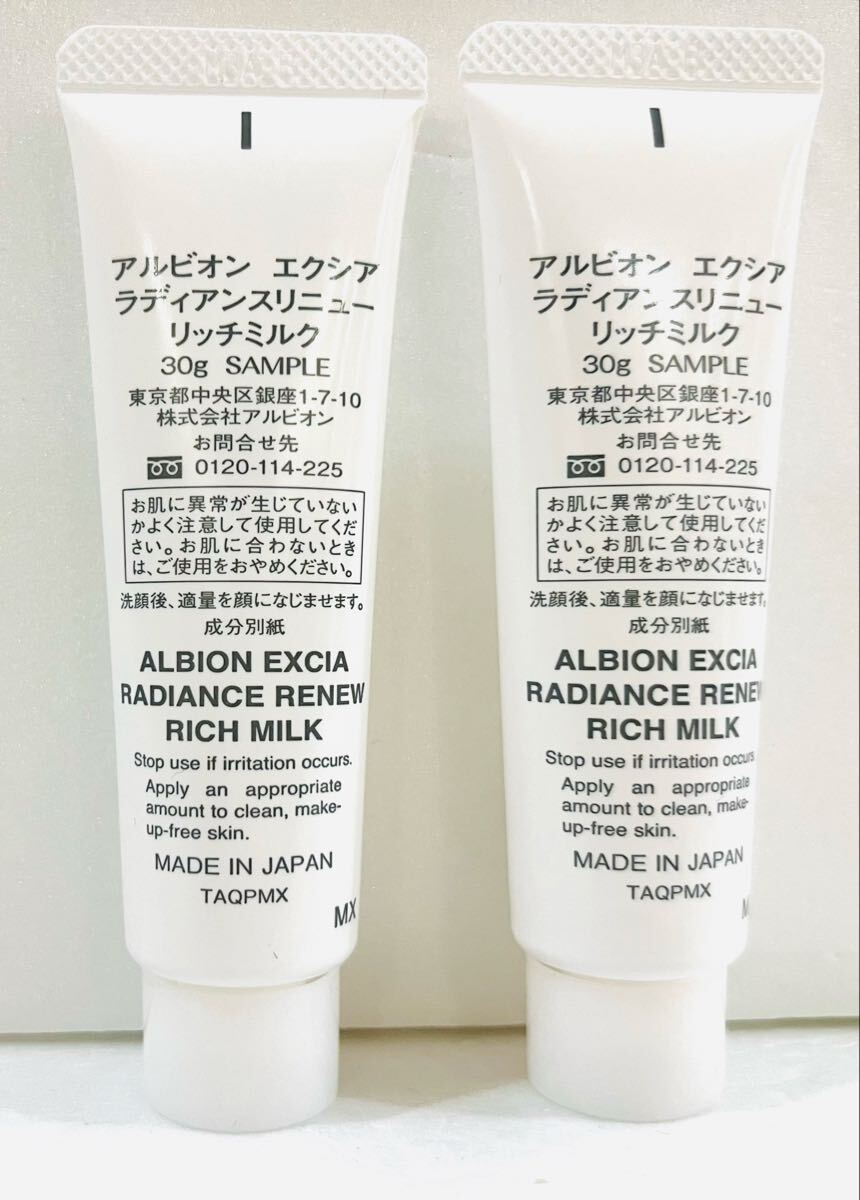 アルビオン エクシア
ラディアンスリニュー
リッチミルク
30g SAMPLE
東京都中央区銀座1-7-10
株式会社アルビオン
お問合せ先
0120-114-225
お肌に異常が生じていない
かよく注意して使用してくだ
さい。お肌に合わないとき
は、ご使用をおやめください。
洗顔後、適量を顔になじませます。
成分別紙
ALBION EXCIA
RADIANCE RENEW
RICH MILK
Stop use if irritation occurs.
Apply an appropriate
amount to clean, make-
up-free skin.
MADE IN JAPAN
TAQPMX
MX
アルビオン エクシア
ラディアンスリニュー
リッチミルク
30g SAMPLE
東京都中央区銀座1-7-10
株式会社アルビオン
お問合せ先
0120-114-225
お肌に異常が生じていない
かよく注意して使用してくだ
さい。お肌に合わないとき
は、ご使用をおやめください。
洗顔後、適量を顔になじませます。
成分別紙
ALBION EXCIA
RADIANCE RENEW
RICH MILK
Stop use if irritation occurs
Apply an appropriate
amount to clean, make-
up-free skin.
MADE IN JAPAN
TAQPMX